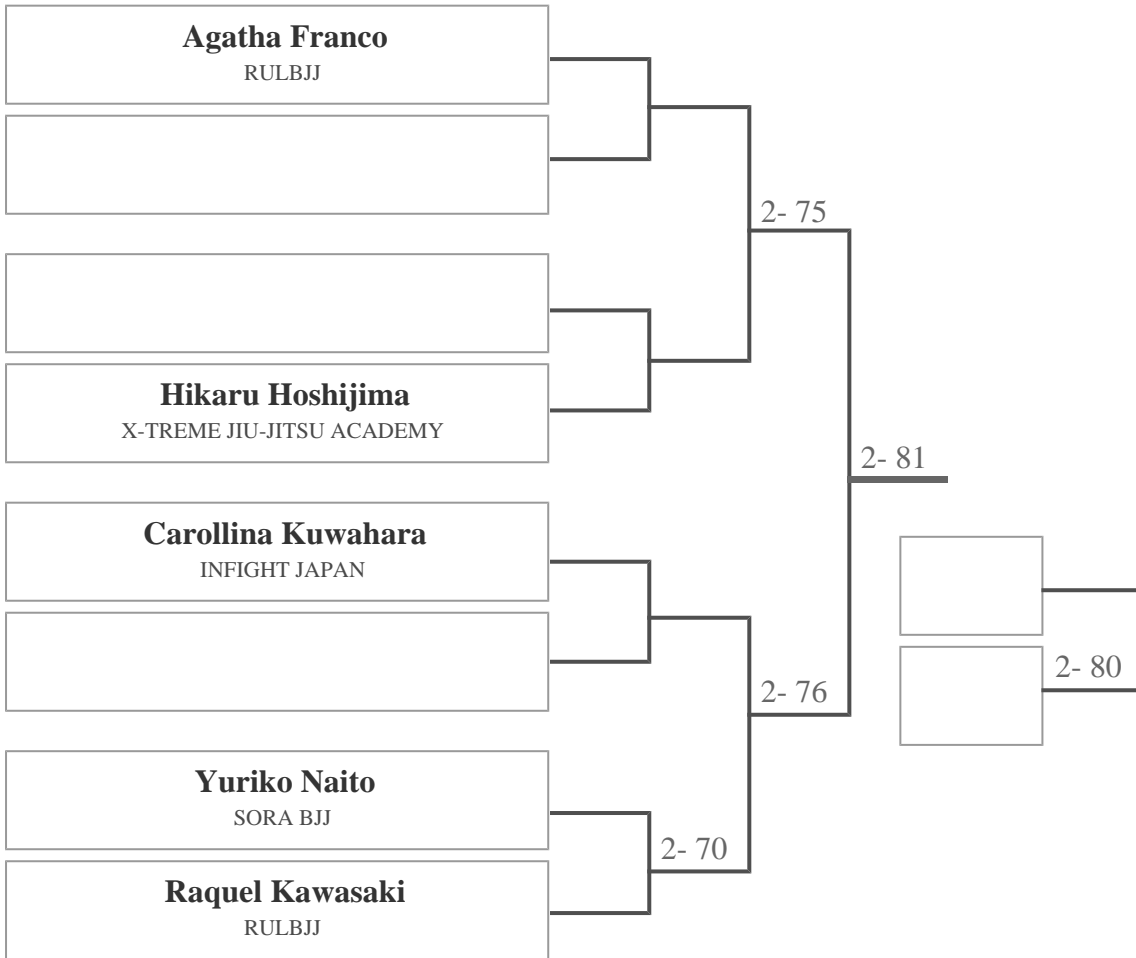 Agatha Franco
RULBJJ
2- 75
Hikaru Hoshijima
X-TREME JIU-JITSU ACADEMY
2- 81
Carollina Kuwahara
INFIGHT JAPAN
2- 80
2- 76
Yuriko Naito
SORA BJJ
2- 70
Raquel Kawasaki
RULBJJ